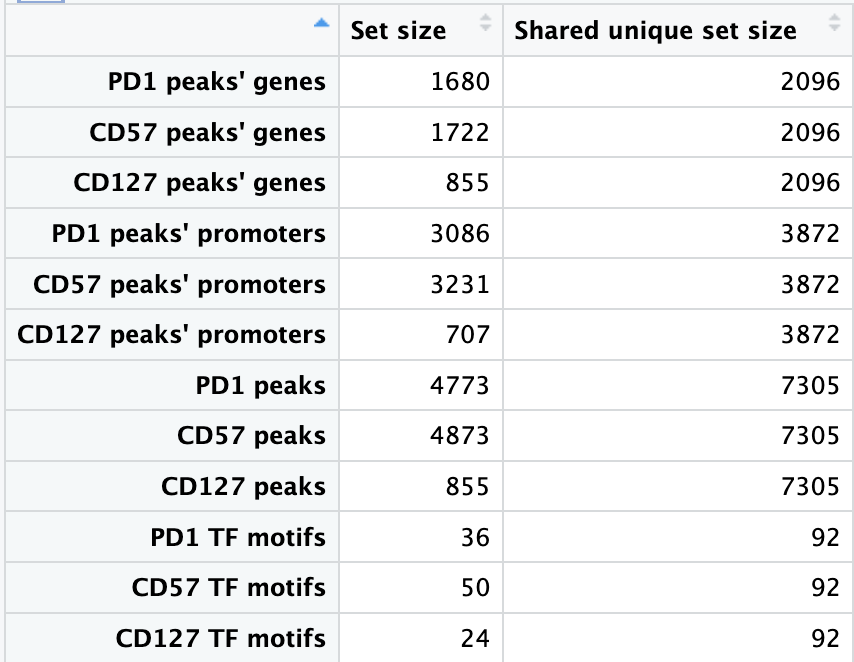 Set size Shared unique set size
PD1 peaks' genes 1680 2096
CD57 peaks' genes 1722 2096
CD127 peaks' genes 855 2096
PD1 peaks' promoters 3086 3872
CD57 peaks' promoters 3231 3872
CD127 peaks' promoters 707 3872
PD1 peaks 4773 7305
CD57 peaks 4873 7305
CD127 peaks 855 7305
PD1 TF motifs 36 92
CD57 TF motifs 50 92
CD127 TF motifs 24 92